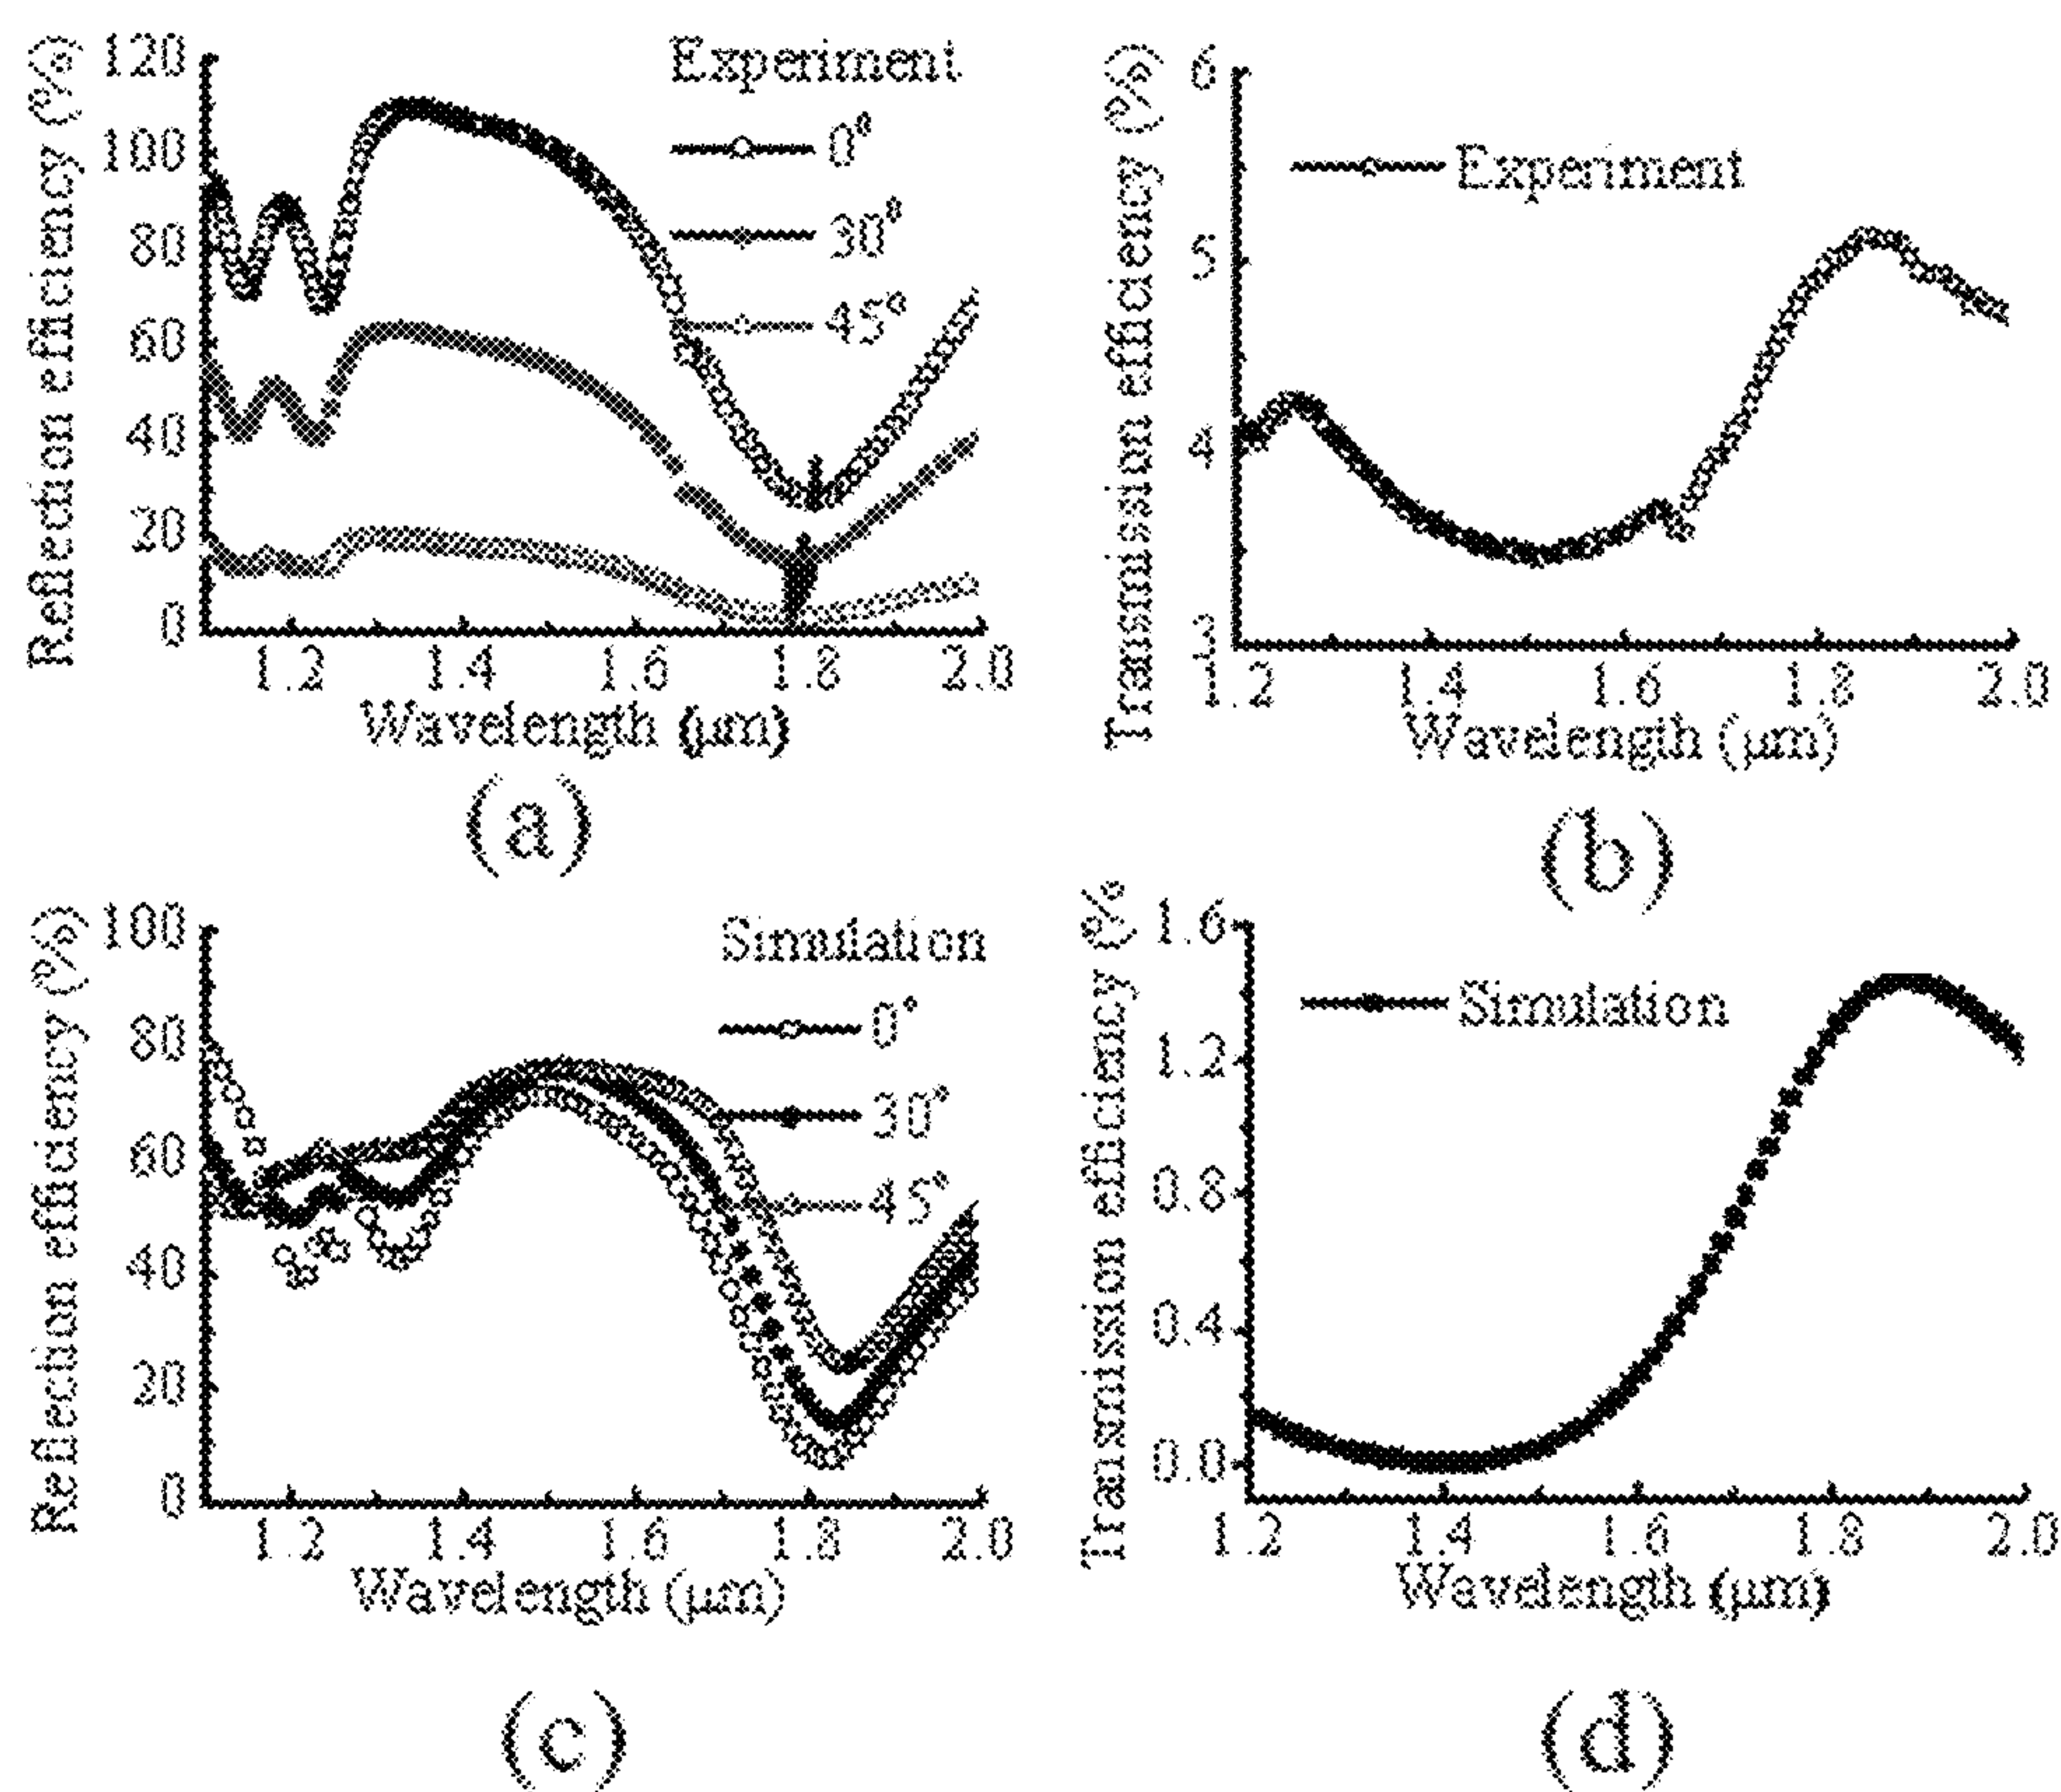 Reflection efficiency (%)
120
100
80
60
40
20
0
Experiment
0°
30°
45°
1.2 1.4 1.6 1.8 2.0
Wavelength (μm)
(a)
Transmission efficiency (%)
6
5
4
3
Experiment
1.2 1.4 1.6 1.8 2.0
Wavelength (μm)
(b)
Reflection efficiency (%)
100
80
60
40
20
0
Simulation
0°
30°
45°
1.2 1.4 1.6 1.8 2.0
Wavelength (μm)
(c)
Transmission efficiency (%
1.6
1.2
0.8
0.4
0.0
Simulation
1.2 1.4 1.6 1.8 2.0
Wavelength (μm)
(d)